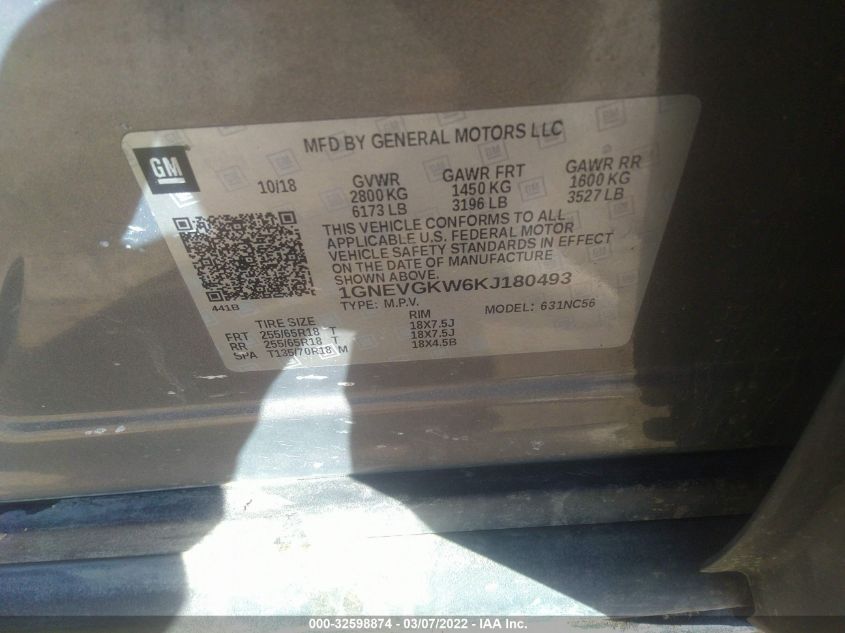 MFD BY GENERAL MOTORS LLC
GM
10/18
GVWR
2800 KG
6173 LB
GAWR FRT
1450 KG
3196 LB
GAWR RR
1600 KG
3527 LB
THIS VEHICLE CONFORMS TO ALL
APPLICABLE U.S. FEDERAL MOTOR
VEHICLE SAFETY STANDARDS IN EFFECT
ON THE DATE OF MANUFACTURE
SHOWN ABOVE.
1GNEVGKW6KJ180493
441B
TYPE: M.P.V.
MODEL: 631NC56
TIRE SIZE RIM
FRT 255/65R18 T 18X7.5J
RR 255/65R18 T 18X7.5J
SPA T135/70R18 M 18X4.5B
000-32598874 - 03/07/2022 - IAA Inc.